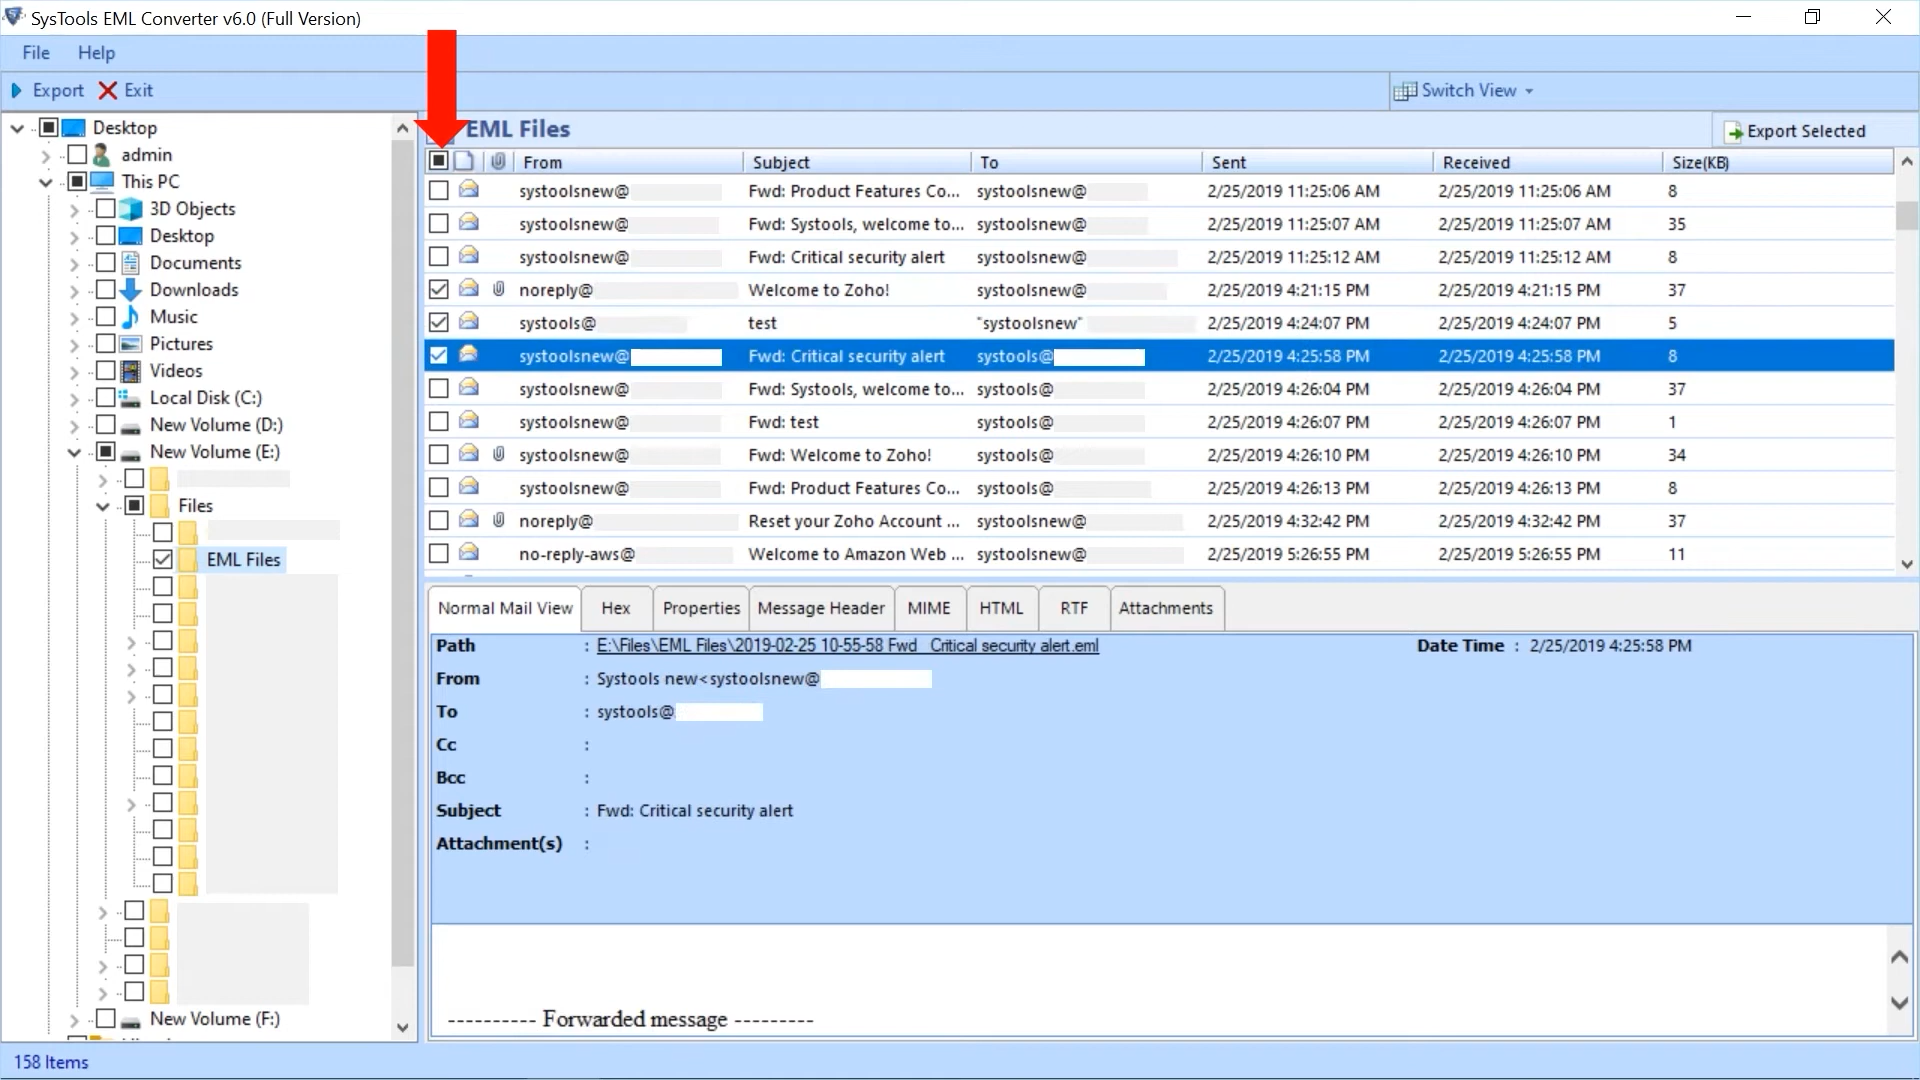 SysTools EML Converter v6.0 (Full Version)
File Help
Export Exit Switch View
Desktop
admin
This PC
3D Objects
Desktop
Documents
Downloads
Music
Pictures
Videos
Local Disk (C:)
New Volume (D:)
New Volume (E:)
Files
EML Files
New Volume (F:)
EML Files
Export Selected
From Subject To Sent Received Size(KB)
systoolsnew@ Fwd: Product Features Co... systoolsnew@ 2/25/2019 11:25:06 AM 2/25/2019 11:25:06 AM 8
systoolsnew@ Fwd: Systools, welcome to... systoolsnew@ 2/25/2019 11:25:07 AM 2/25/2019 11:25:07 AM 35
systoolsnew@ Fwd: Critical security alert systoolsnew@ 2/25/2019 11:25:12 AM 2/25/2019 11:25:12 AM 8
noreply@ Welcome to Zoho! systoolsnew@ 2/25/2019 4:21:15 PM 2/25/2019 4:21:15 PM 37
systools@ test "systoolsnew" 2/25/2019 4:24:07 PM 2/25/2019 4:24:07 PM 5
systoolsnew@ Fwd: Critical security alert systools@ 2/25/2019 4:25:58 PM 2/25/2019 4:25:58 PM 8
systoolsnew@ Fwd: Systools, welcome to... systools@ 2/25/2019 4:26:04 PM 2/25/2019 4:26:04 PM 37
systoolsnew@ Fwd: test systools@ 2/25/2019 4:26:07 PM 2/25/2019 4:26:07 PM 1
systoolsnew@ Fwd: Welcome to Zoho! systools@ 2/25/2019 4:26:10 PM 2/25/2019 4:26:10 PM 34
systoolsnew@ Fwd: Product Features Co... systools@ 2/25/2019 4:26:13 PM 2/25/2019 4:26:13 PM 8
noreply@ Reset your Zoho Account ... systoolsnew@ 2/25/2019 4:32:42 PM 2/25/2019 4:32:42 PM 37
no-reply-aws@ Welcome to Amazon Web ... systoolsnew@ 2/25/2019 5:26:55 PM 2/25/2019 5:26:55 PM 11
Normal Mail View Hex Properties Message Header MIME HTML RTF Attachments
Path : E:\Files\EML Files\2019-02-25 10-55-58 Fwd_ Critical security alert.eml Date Time : 2/25/2019 4:25:58 PM
From : Systools new<systoolsnew@
To : systools@
Cc :
Bcc :
Subject : Fwd: Critical security alert
Attachment(s) :
---------- Forwarded message ---------
158 Items